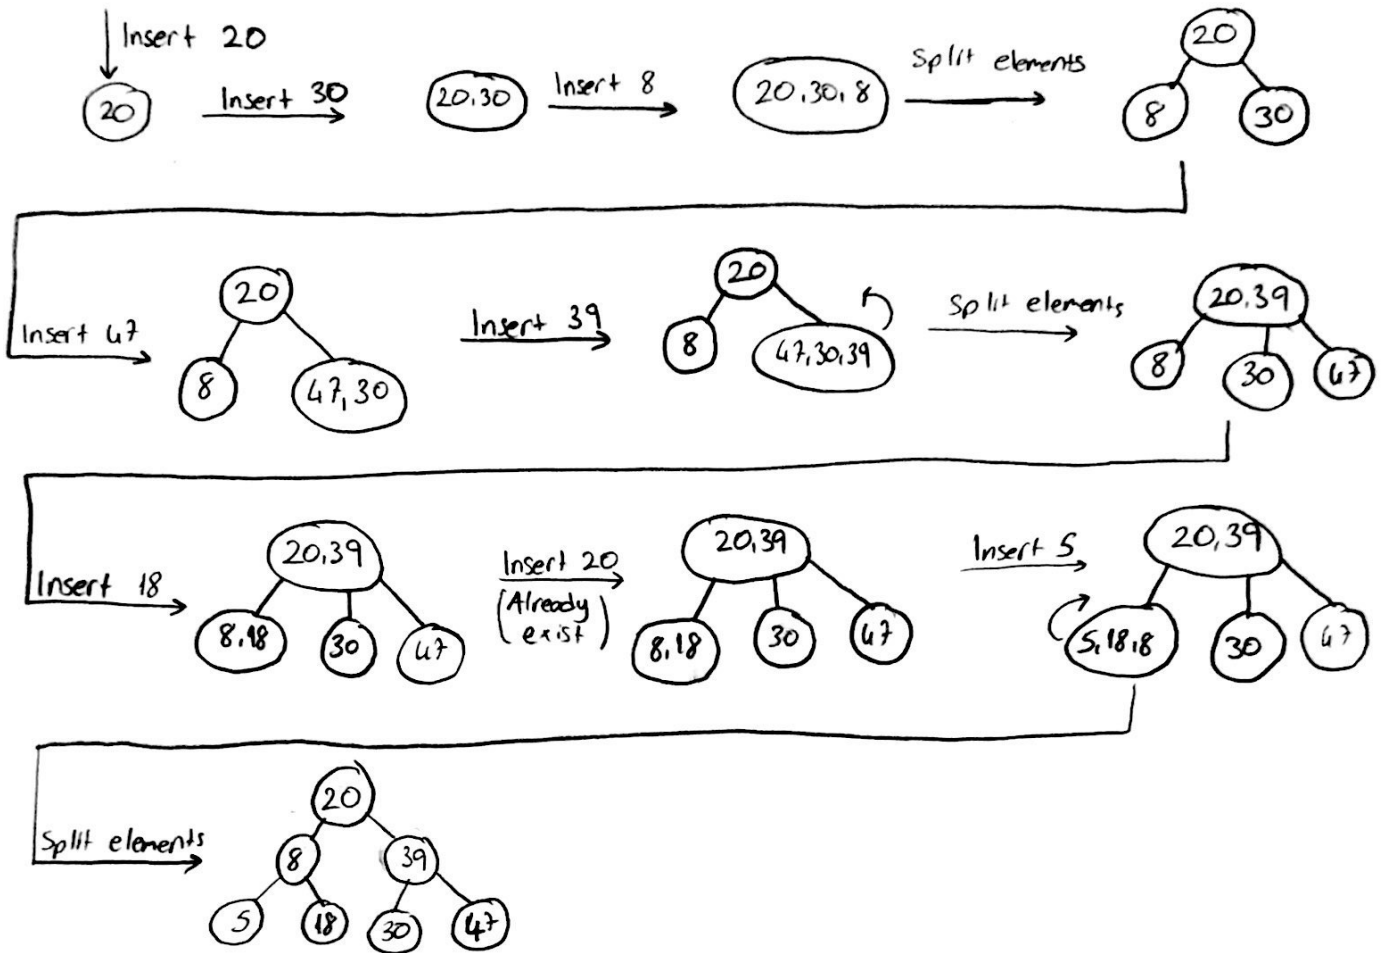 Insert 20
20
Insert 30
20,30
Insert 8
20,30,8
Split elements
20
8
30
Insert 47
20
8
47,30
Insert 39
20
8
47,30,39
Split elements
20,39
8
30
47
Insert 18
20,39
8,18
30
47
Insert 20
(Already
exist)
20,39
8,18
30
47
Insert 5
20,39
5,18,8
30
47
Split elements
20
8
39
5
18
30
47